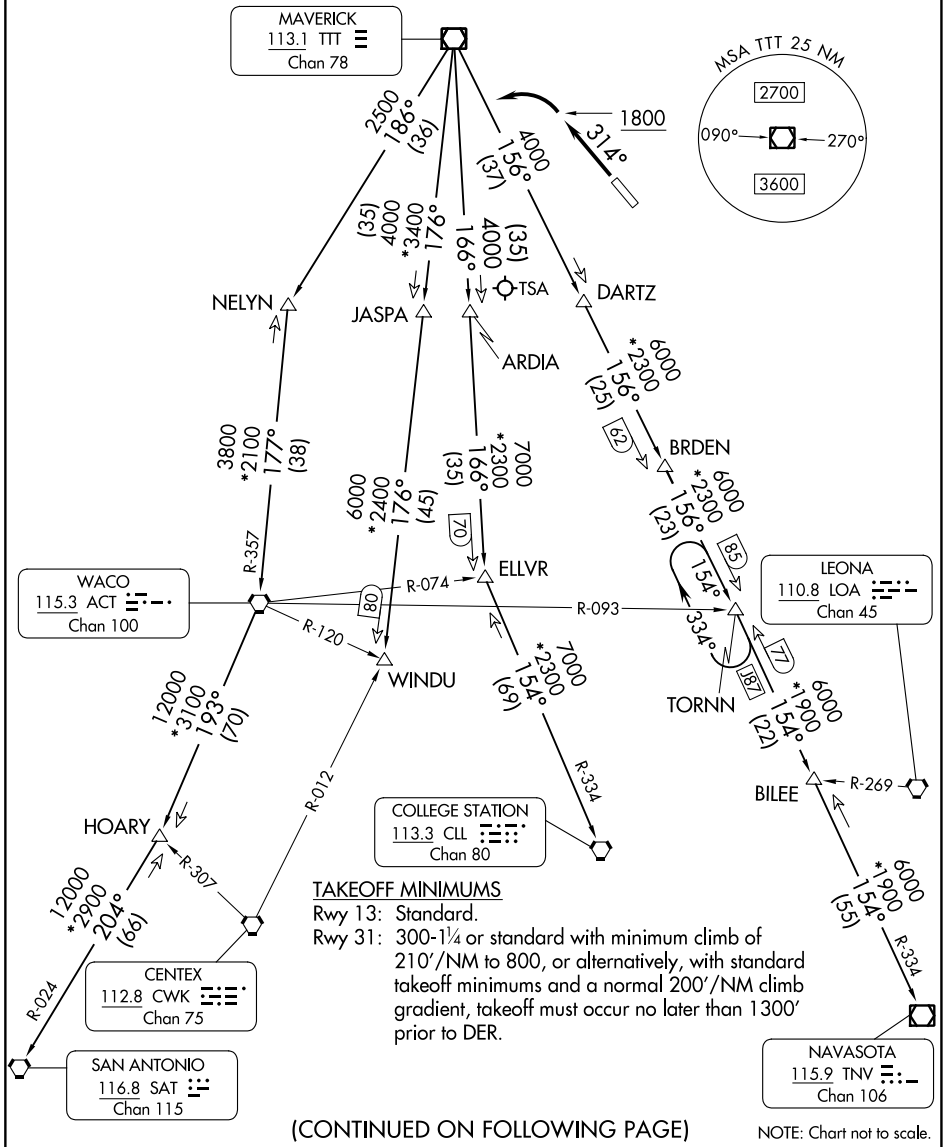 MAVERICK
113.1 TTT
Chan 78
MSA TTT 25 NM
2700
090°
270°
3600
1800
314°
2500
186°
(36)
(35)
4000
*3400
176°
(35)
4000
166°
4000
156°
(37)
TSA
NELYN
JASPA
ARDIA
DARTZ
3800
*2100
177°
(38)
R-357
6000
*2400
176°
(45)
80
7000
*2300
166°
(35)
70
6000
*2300
156°
(25)
62
BRDEN
6000
*2300
156°
(23)
85
154°
334°
WACO
115.3 ACT
Chan 100
R-074
ELLVR
R-093
R-120
WINDU
LEONA
110.8 LOA
Chan 45
77
J87
TORNN
6000
*1900
154°
(22)
12000
*3100
193°
(70)
7000
*2300
154°
(69)
R-334
R-012
BILEE
R-269
HOARY
R-307
COLLEGE STATION
113.3 CLL
Chan 80
12000
*2900
204°
(66)
R-024
CENTEX
112.8 CWK
Chan 75
SAN ANTONIO
116.8 SAT
Chan 115
6000
*1900
154°
(55)
R-334
NAVASOTA
115.9 TNV
Chan 106
TAKEOFF MINIMUMS
Rwy 13: Standard.
Rwy 31: 300-1¼ or standard with minimum climb of
210'/NM to 800, or alternatively, with standard
takeoff minimums and a normal 200'/NM climb
gradient, takeoff must occur no later than 1300'
prior to DER.
(CONTINUED ON FOLLOWING PAGE)
NOTE: Chart not to scale.